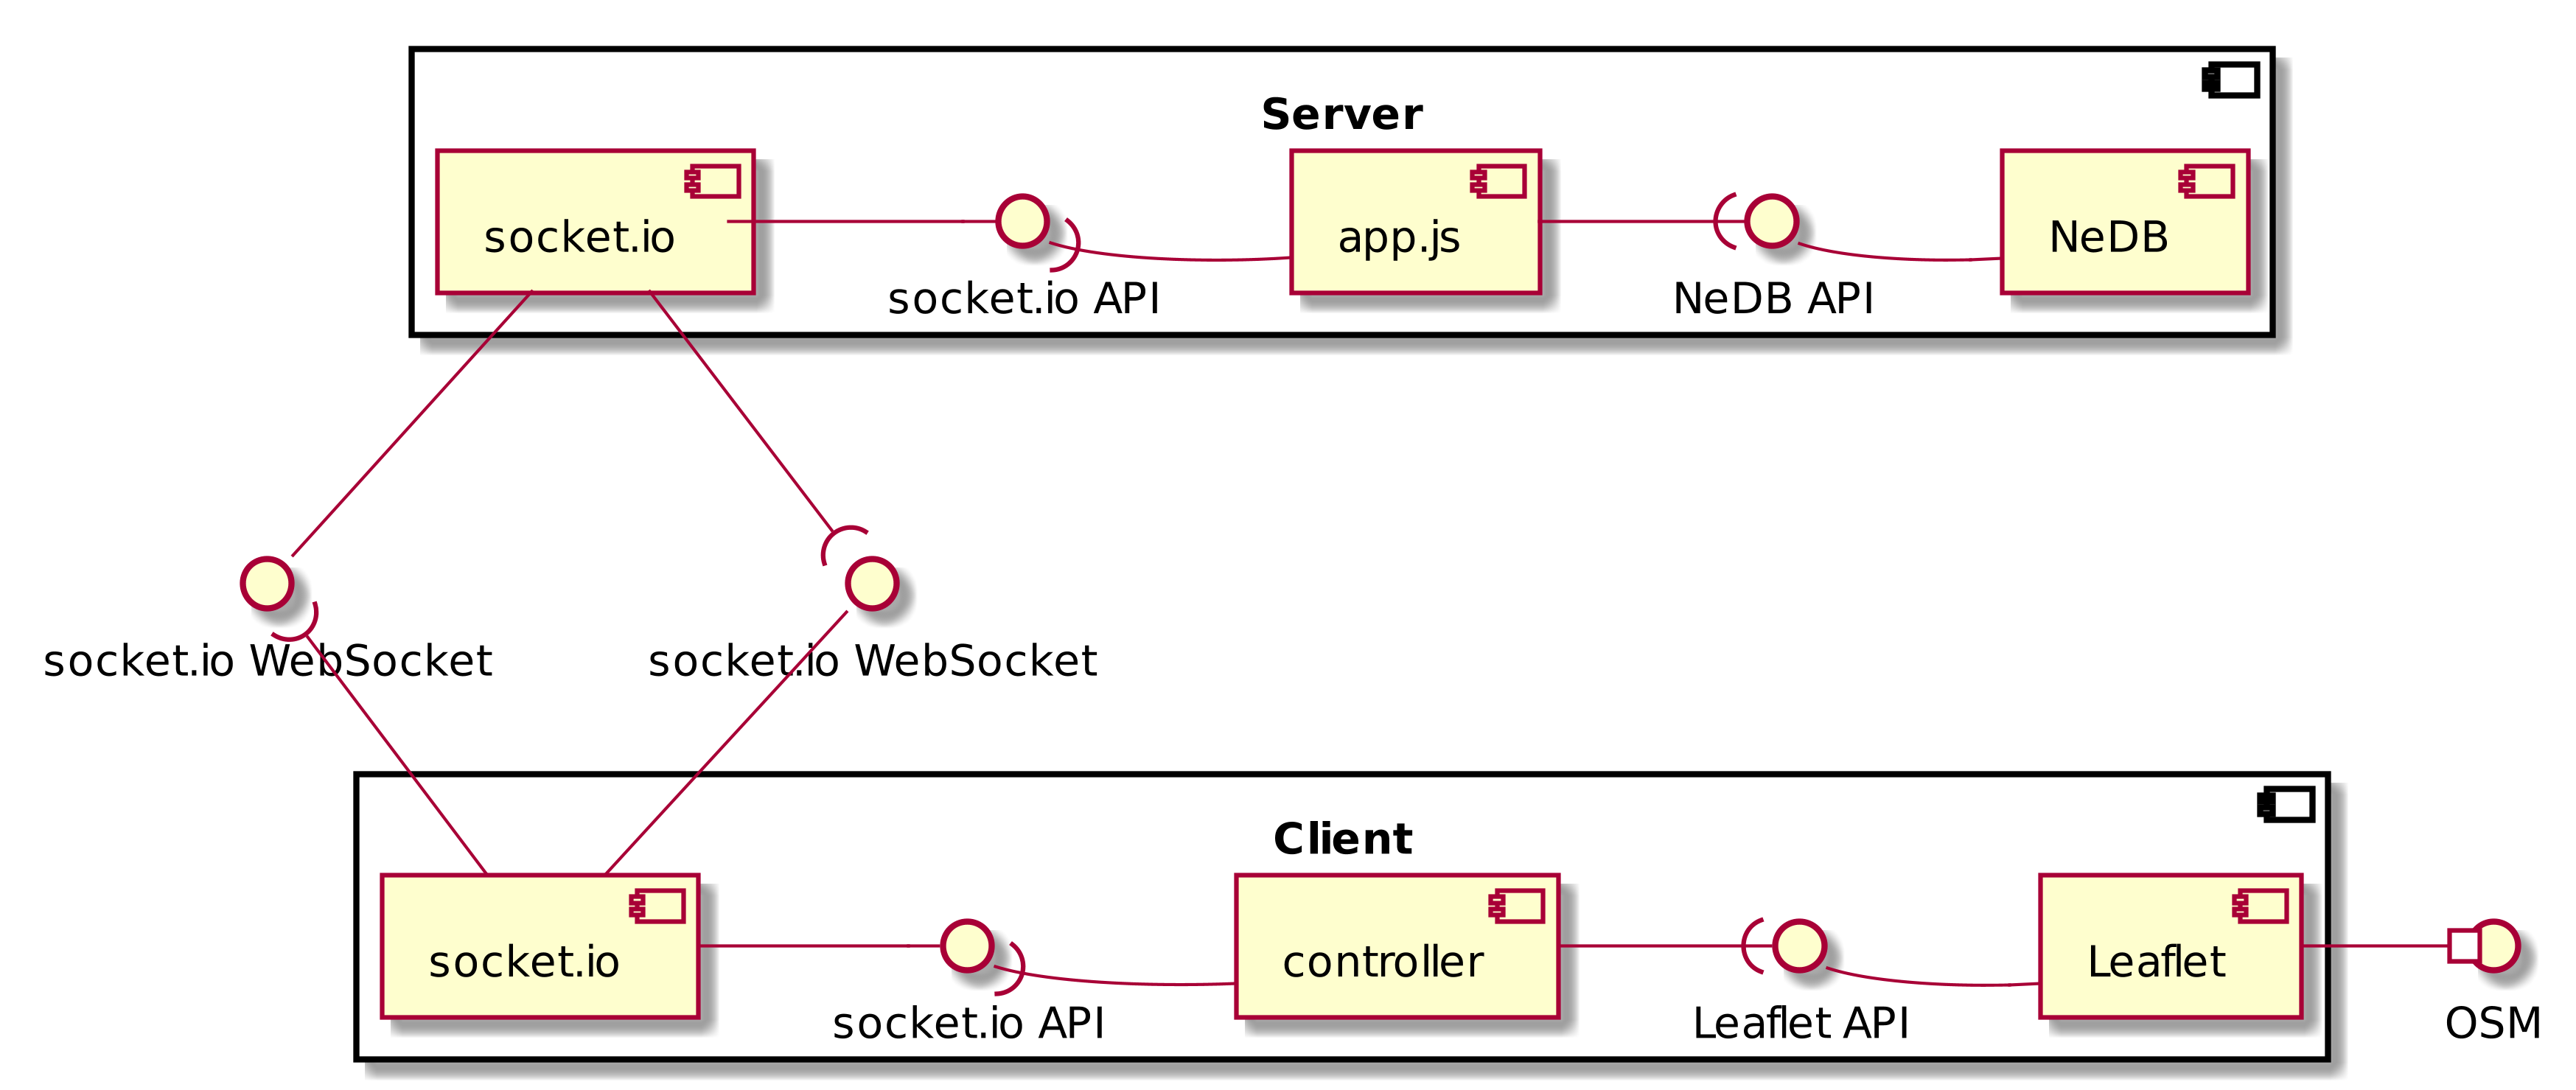 Server
socket.io
app.js
NeDB
socket.io API
NeDB API
socket.io WebSocket
socket.io WebSocket
Client
socket.io
controller
Leaflet
socket.io API
Leaflet API
OSM